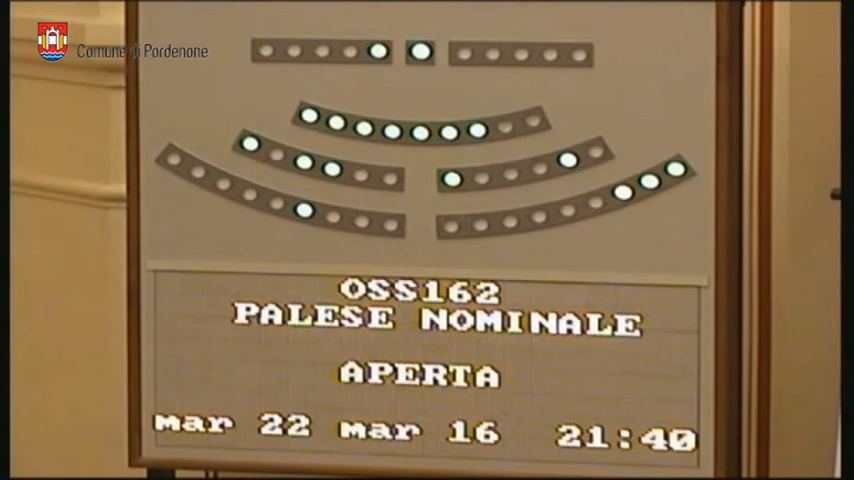 Comune di Pordenone
OSS162
PALESE NOMINALE
APERTA
mar 22 mar 16 21:40